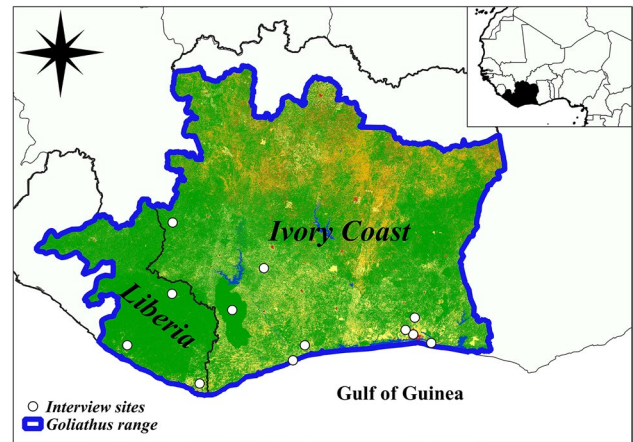 Ivory Coast
Liberia
Gulf of Guinea
Interview sites
Goliathus range